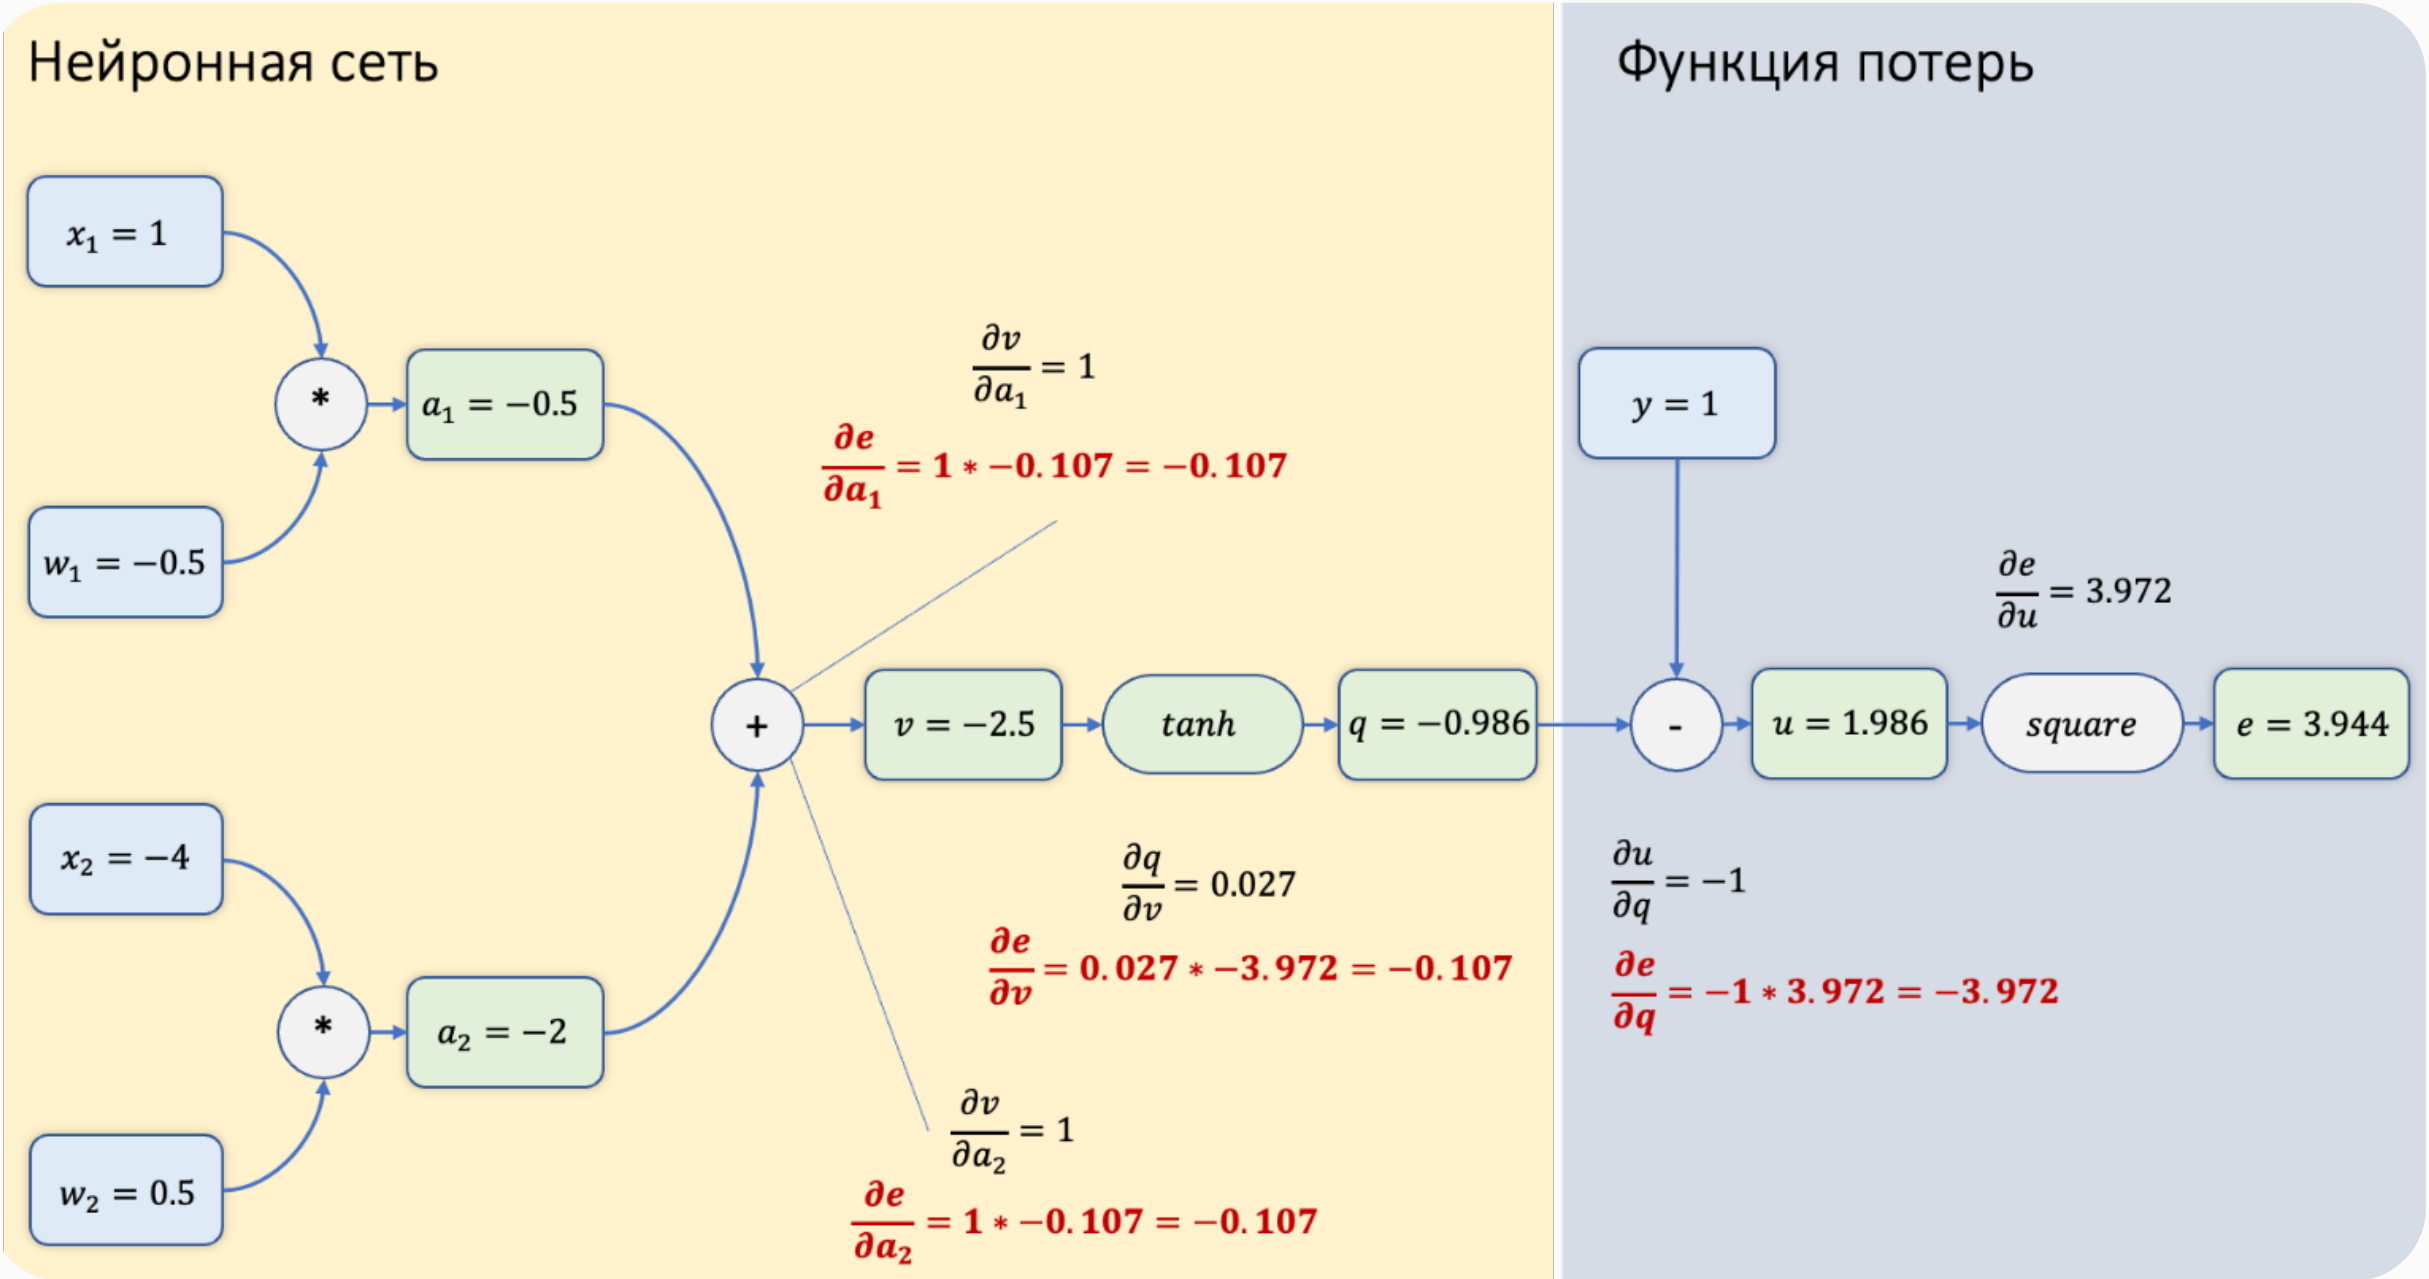 Нейронная сеть
Функция потерь
x₁ = 1
*
a₁ = −0.5
w₁ = −0.5
∂v/∂a₁ = 1
∂e/∂a₁ = 1 * −0.107 = −0.107
y = 1
∂e/∂u = 3.972
+
v = −2.5
tanh
q = −0.986
-
u = 1.986
square
e = 3.944
x₂ = −4
*
a₂ = −2
w₂ = 0.5
∂q/∂v = 0.027
∂e/∂v = 0.027 * −3.972 = −0.107
∂u/∂q = −1
∂e/∂q = −1 * 3.972 = −3.972
∂v/∂a₂ = 1
∂e/∂a₂ = 1 * −0.107 = −0.107